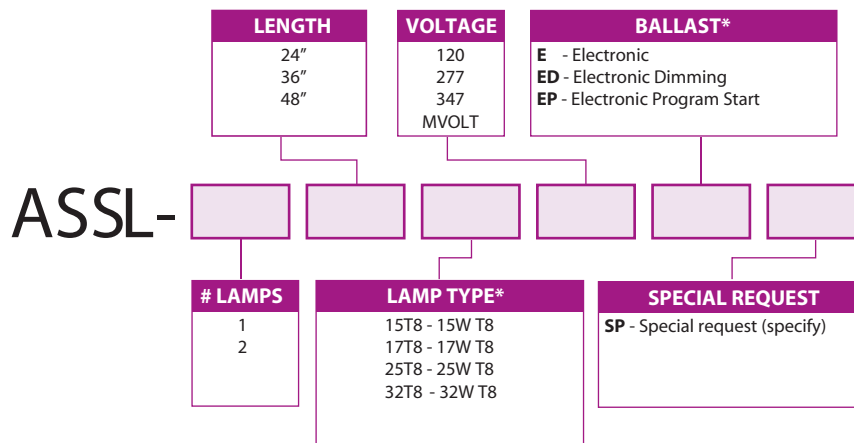 LENGTH
24”
36”
48”
VOLTAGE
120
277
347
MVOLT
BALLAST*
E - Electronic
ED - Electronic Dimming
EP - Electronic Program Start
ASSL-
# LAMPS
1
2
LAMP TYPE*
15T8 - 15W T8
17T8 - 17W T8
25T8 - 25W T8
32T8 - 32W T8
SPECIAL REQUEST
SP - Special request (specify)